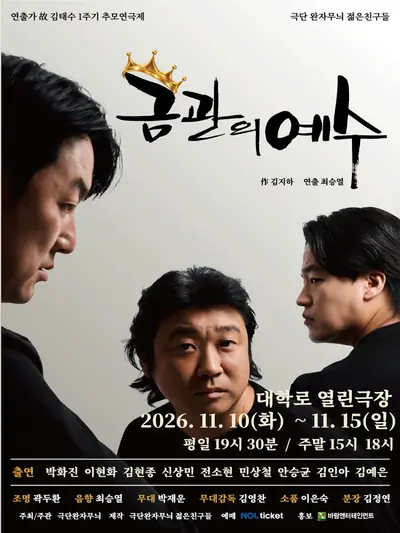 연출가 故 김태수 1주기 추모연극제
극단 완자무늬 젊은친구들
금관의예수
作 김지하 연출 최승열
대학로 열린극장
2026. 11. 10(화) ~ 11. 15(일)
평일 19시 30분 / 주말 15시 18시
출연 박화진 이현화 김현종 신상민 전소현 민상철 안승균 김인아 김예은
조명 곽두환 음향 최승열 무대 박재운 무대감독 김영찬 소품 이은숙 분장 김정연
주최/주관 극단완자무늬 제작 극단완자무늬 젊은친구들 예매 NOL ticket 홍보 바람엔터테인먼트